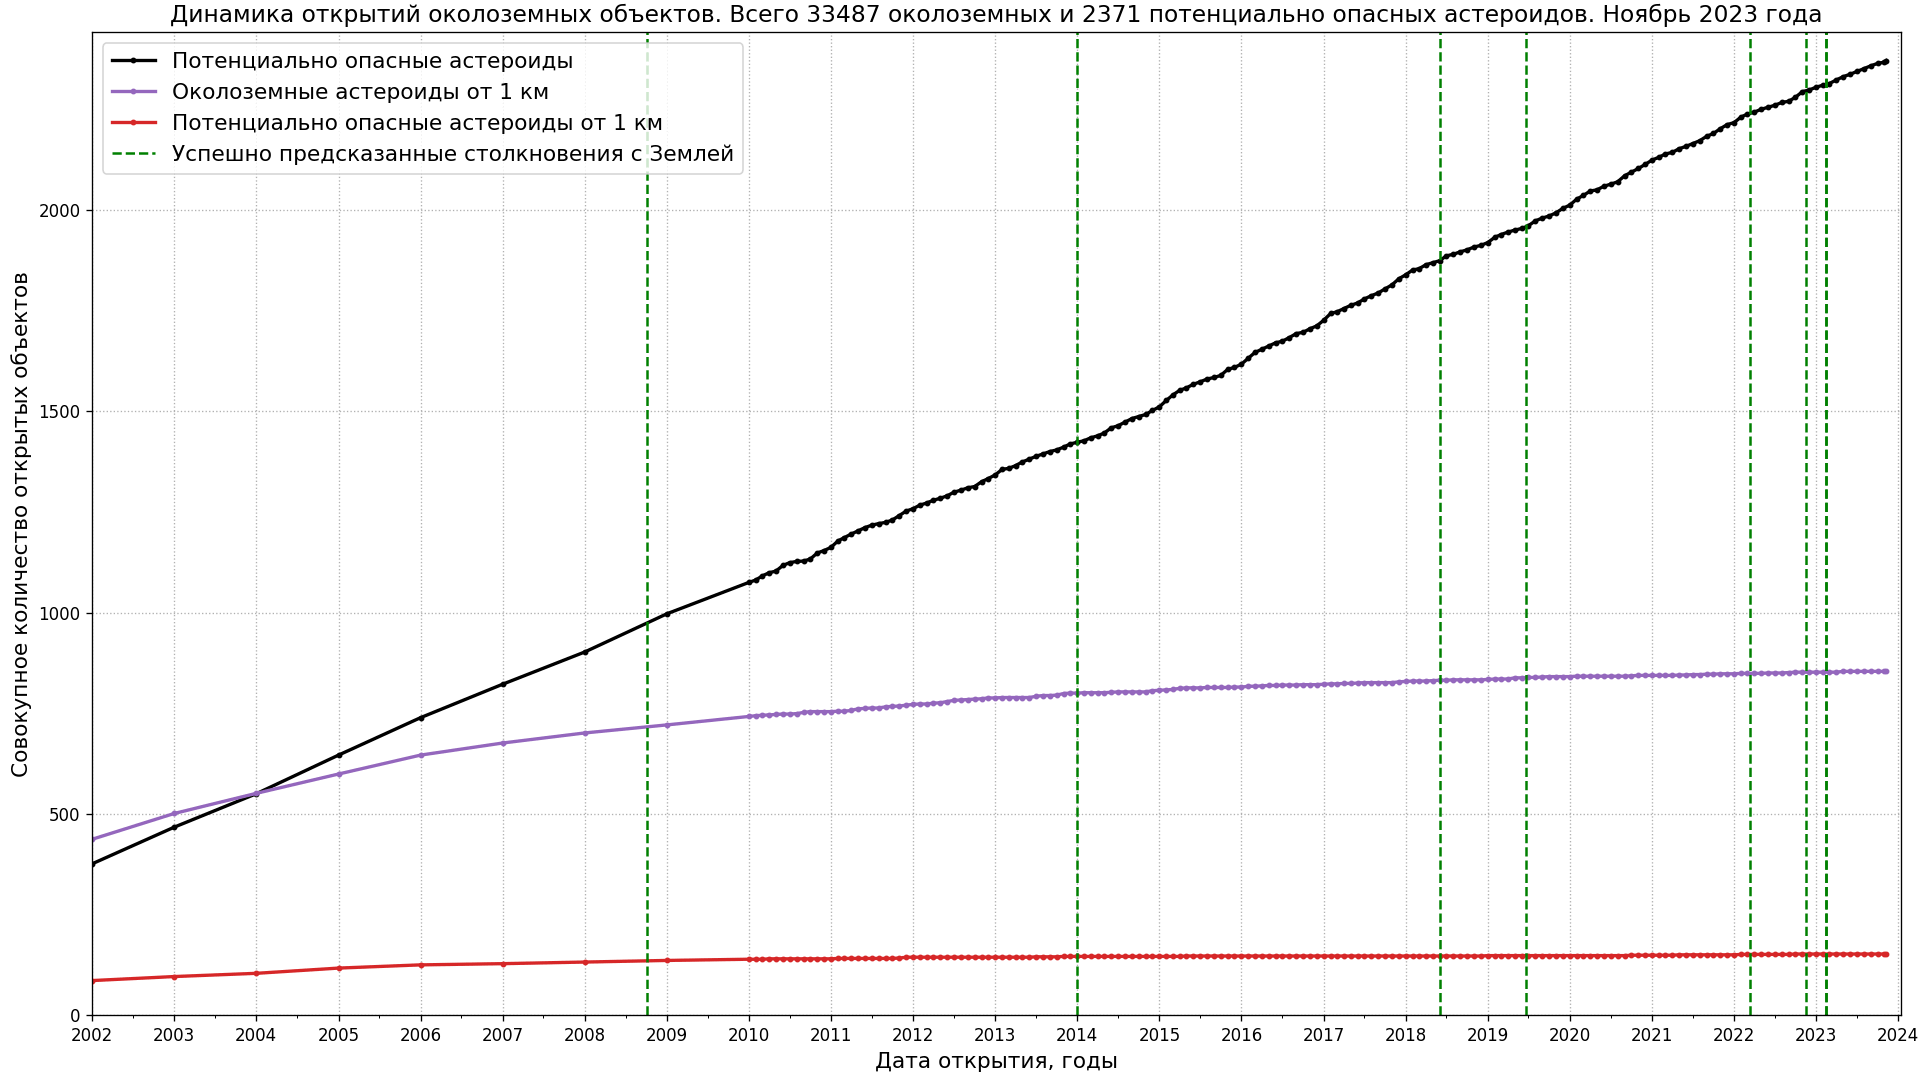 Динамика открытий околоземных объектов. Всего 33487 околоземных и 2371 потенциально опасных астероидов. Ноябрь 2023 года
Потенциально опасные астероиды
Околоземные астероиды от 1 км
Потенциально опасные астероиды от 1 км
Успешно предсказанные столкновения с Землей
Совокупное количество открытых объектов
2000
1500
1000
500
0
2002 2003 2004 2005 2006 2007 2008 2009 2010 2011 2012 2013 2014 2015 2016 2017 2018 2019 2020 2021 2022 2023 2024
Дата открытия, годы